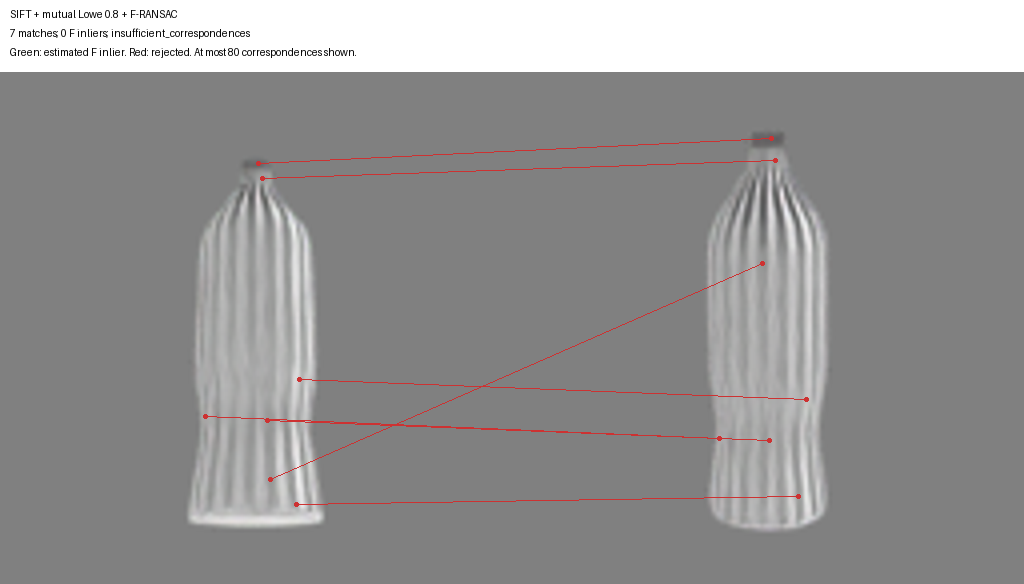 SIFT + mutual Lowe 0.8 + F-RANSAC
7 matches; 0 F inliers; insufficient_correspondences
Green: estimated F inlier. Red: rejected. At most 80 correspondences shown.